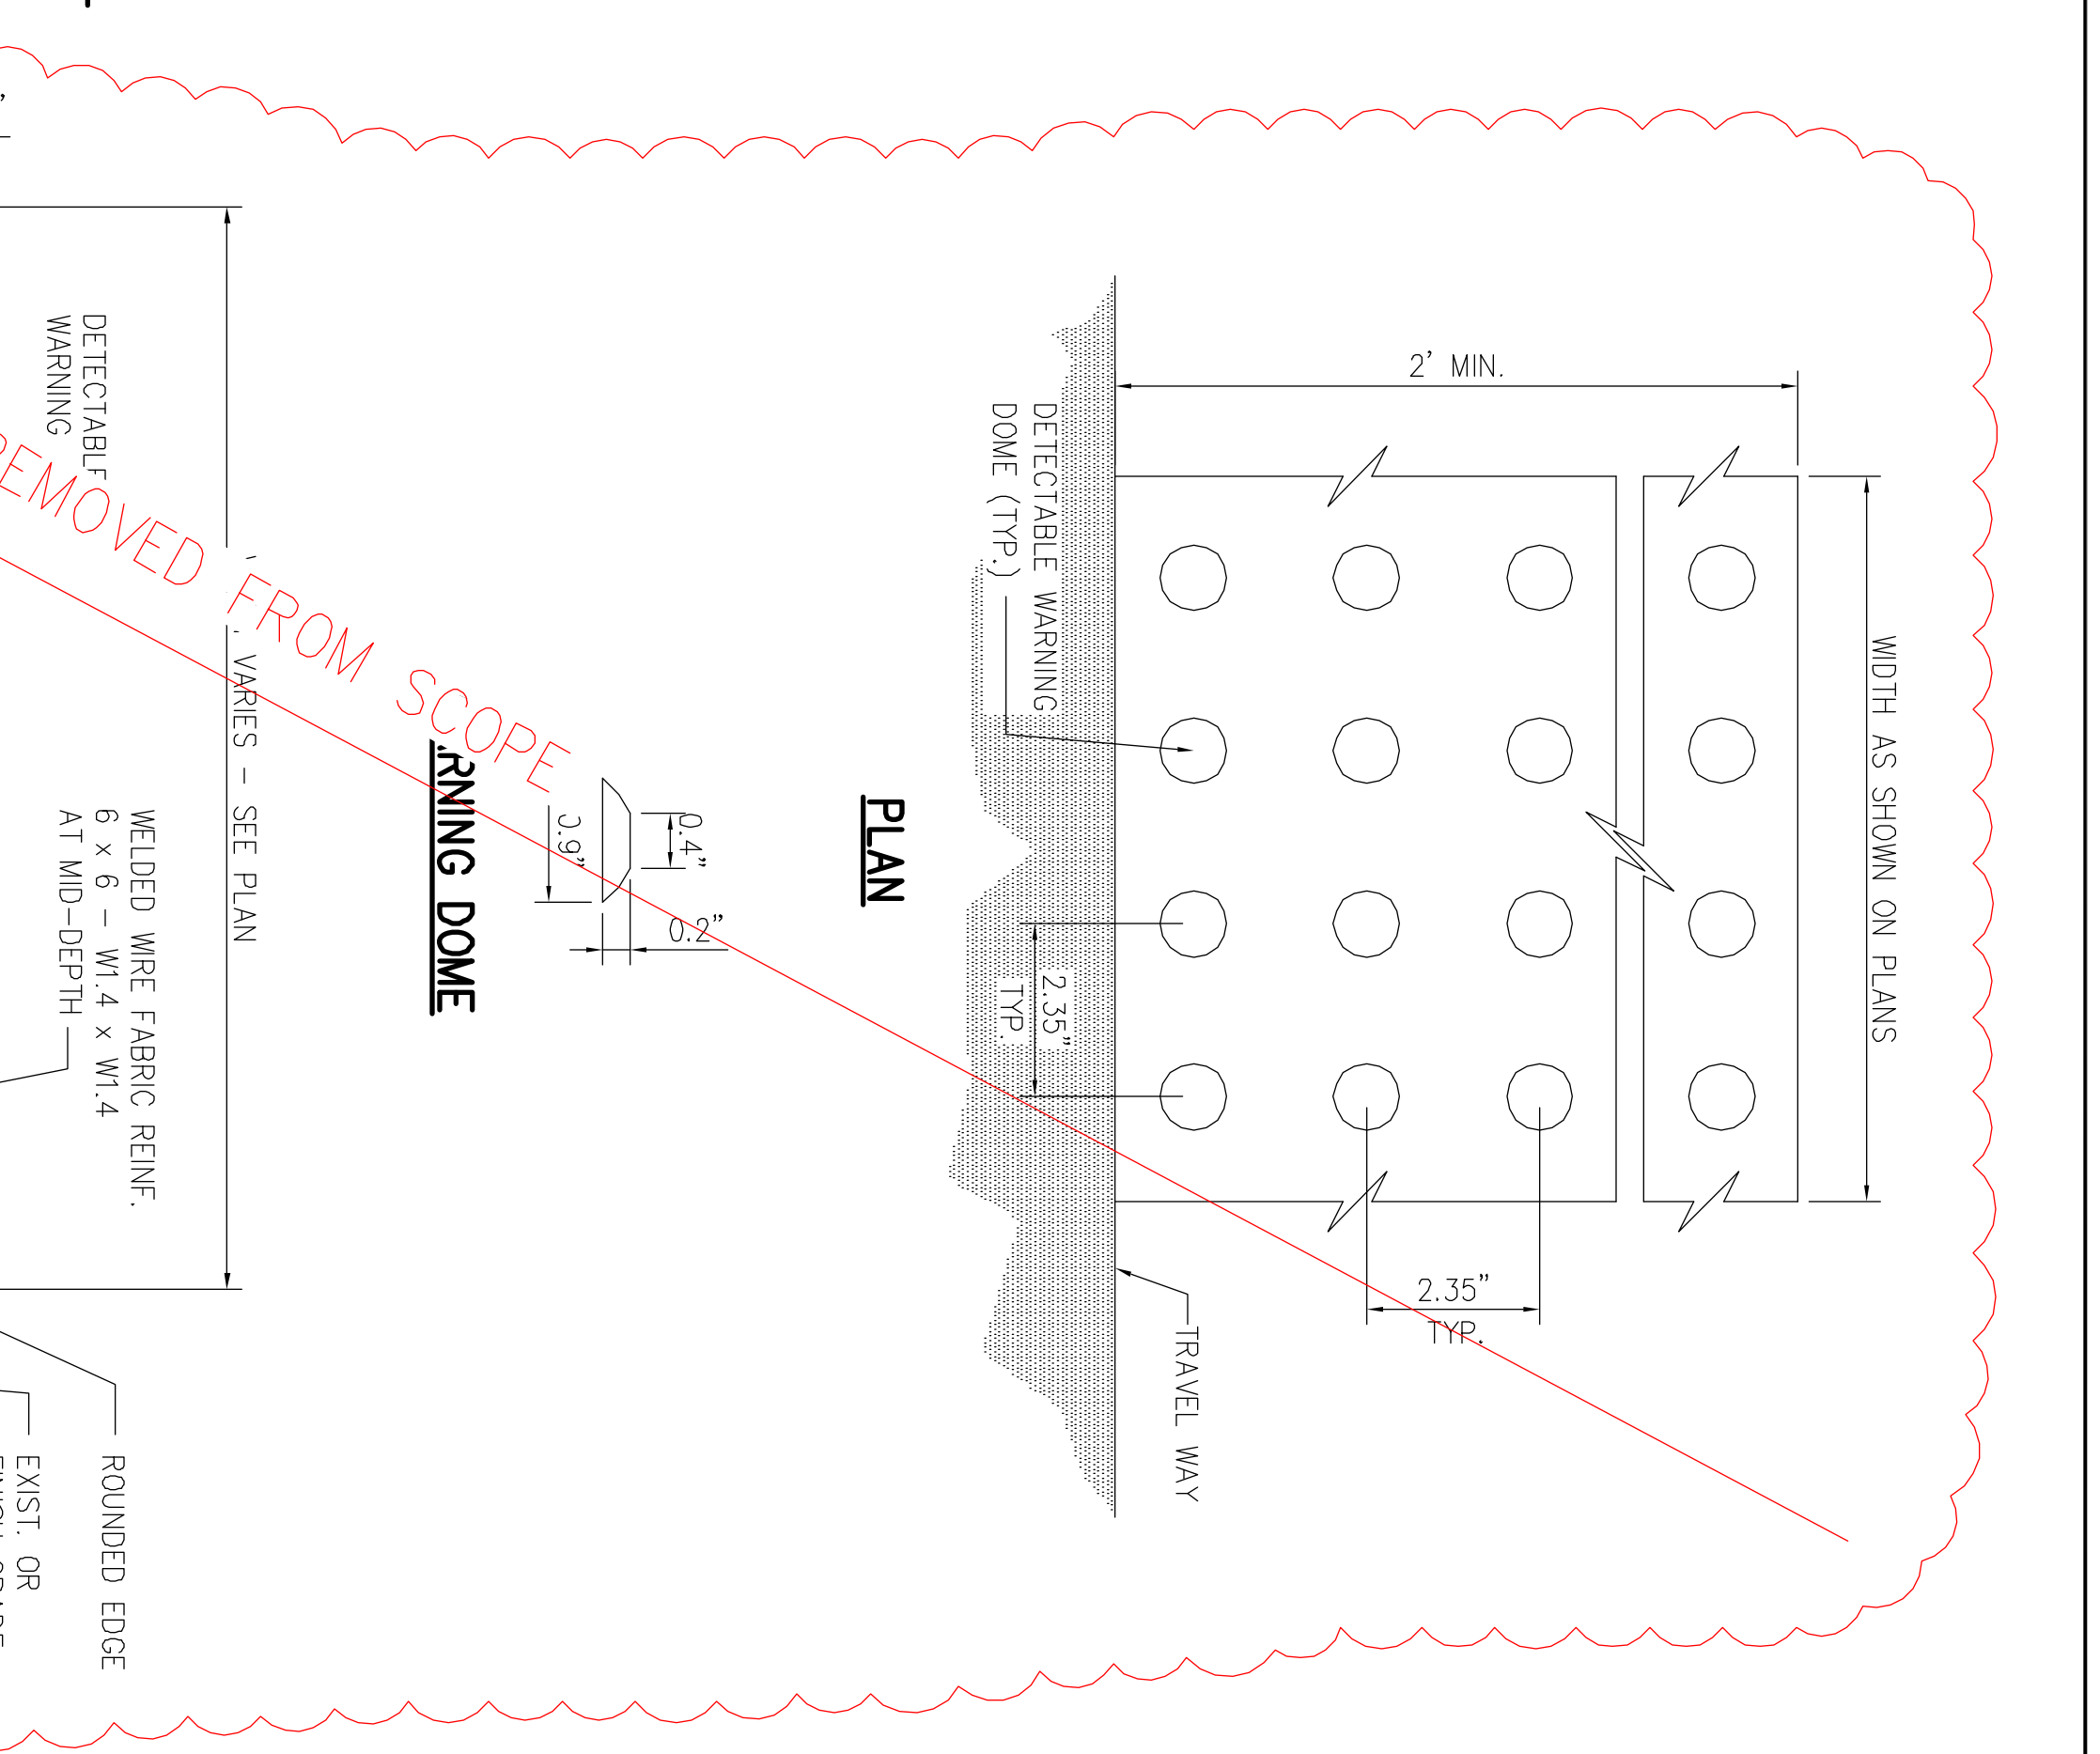 WIDTH AS SHOWN ON PLANS
2' MIN.
2.35"
TYP.
TRAVEL WAY
DETECTABLE WARNING
DOME (TYP.)
2.35"
TYP.
PLAN
0.4"
0.2"
0.9"
RNING DOME
REMOVED FROM SCOPE
VARIES - SEE PLAN
DETECTABLE
WARNING
WELDED WIRE FABRIC REINF.
6 x 6 - W1.4 x W1.4
AT MID-DEPTH
ROUNDED EDGE
EXIST. OR